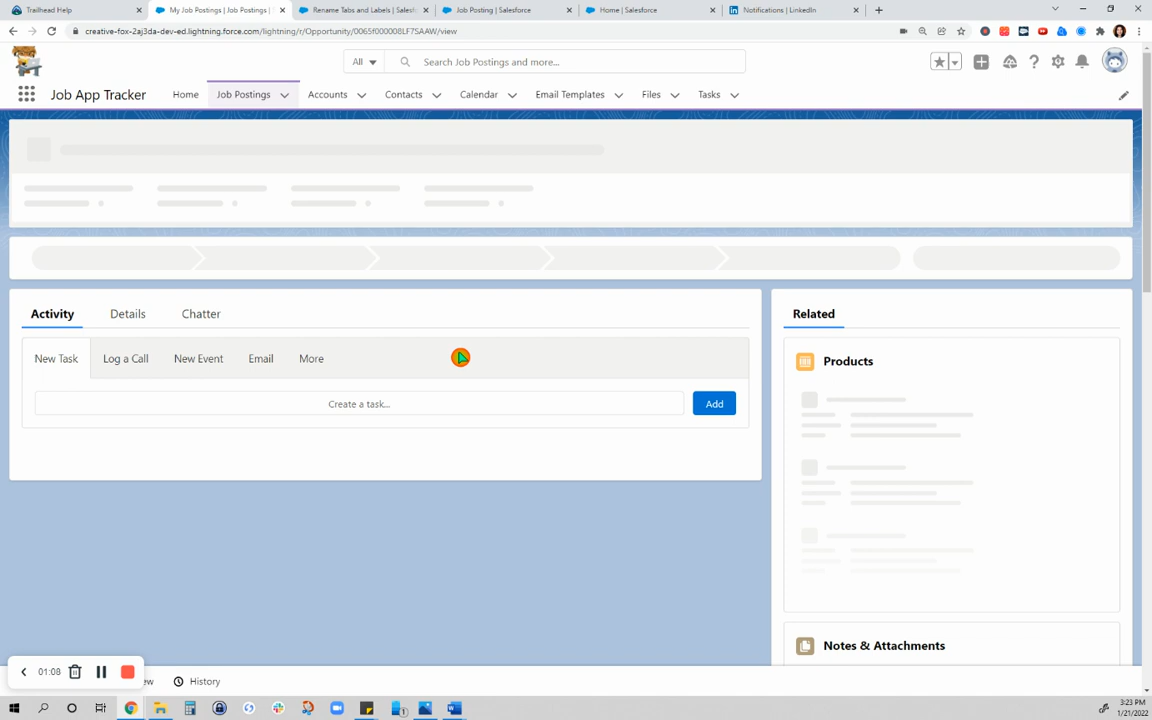 Trailhead Help
My Job Postings | Job Postings |
Rename Tabs and Labels | Salesf
Job Posting | Salesforce
Home | Salesforce
Notifications | LinkedIn
creative-fox-2aj3da-dev-ed.lightning.force.com/lightning/r/Opportunity/0065f000008LF7SAAW/view
All
Search Job Postings and more...
Job App Tracker
Home
Job Postings
Accounts
Contacts
Calendar
Email Templates
Files
Tasks
Activity
Details
Chatter
New Task
Log a Call
New Event
Email
More
Create a task...
Add
Related
Products
Notes & Attachments
01:08
ew
History
3:23 PM
1/21/2022